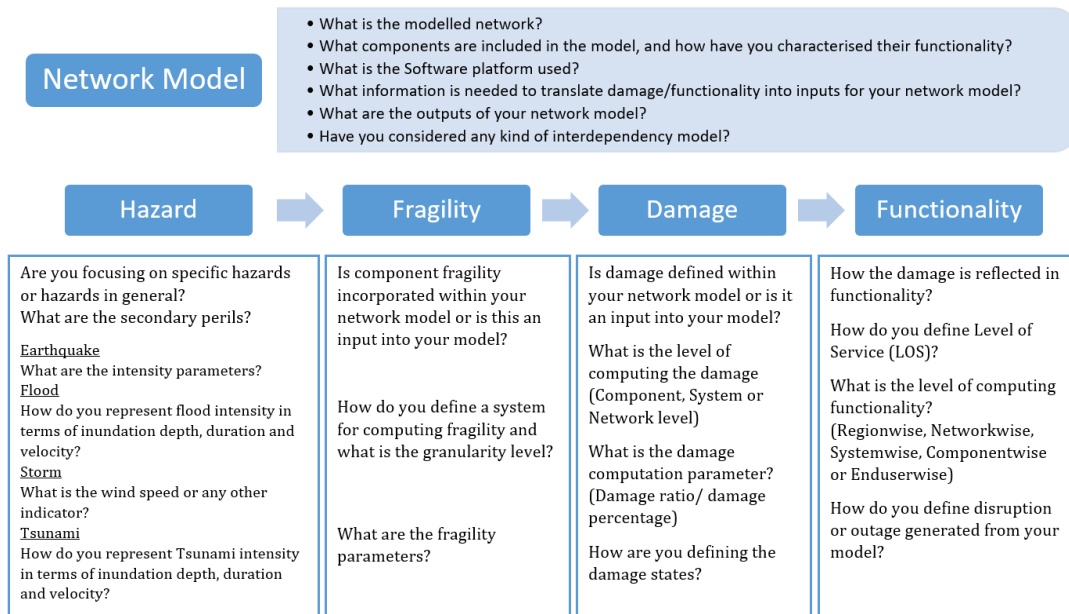 Network Model
• What is the modelled network?
• What components are included in the model, and how have you characterised their functionality?
• What is the Software platform used?
• What information is needed to translate damage/functionality into inputs for your network model?
• What are the outputs of your network model?
• Have you considered any kind of interdependency model?
Hazard
Fragility
Damage
Functionality
Are you focusing on specific hazards
or hazards in general?
What are the secondary perils?
Earthquake
What are the intensity parameters?
Flood
How do you represent flood intensity in
terms of inundation depth, duration and
velocity?
Storm
What is the wind speed or any other
indicator?
Tsunami
How do you represent Tsunami intensity
in terms of inundation depth, duration
and velocity?
Is component fragility
incorporated within your
network model or is this an
input into your model?
How do you define a system
for computing fragility and
what is the granularity level?
What are the fragility
parameters?
Is damage defined within
your network model or is it
an input into your model?
What is the level of
computing the damage
(Component, System or
Network level)
What is the damage
computation parameter?
(Damage ratio/ damage
percentage)
How are you defining the
damage states?
How the damage is reflected in
functionality?
How do you define Level of
Service (LOS)?
What is the level of computing
functionality?
(Regionwise, Networkwise,
Systemwise, Componentwise
or Enduserwise)
How do you define disruption
or outage generated from your
model?